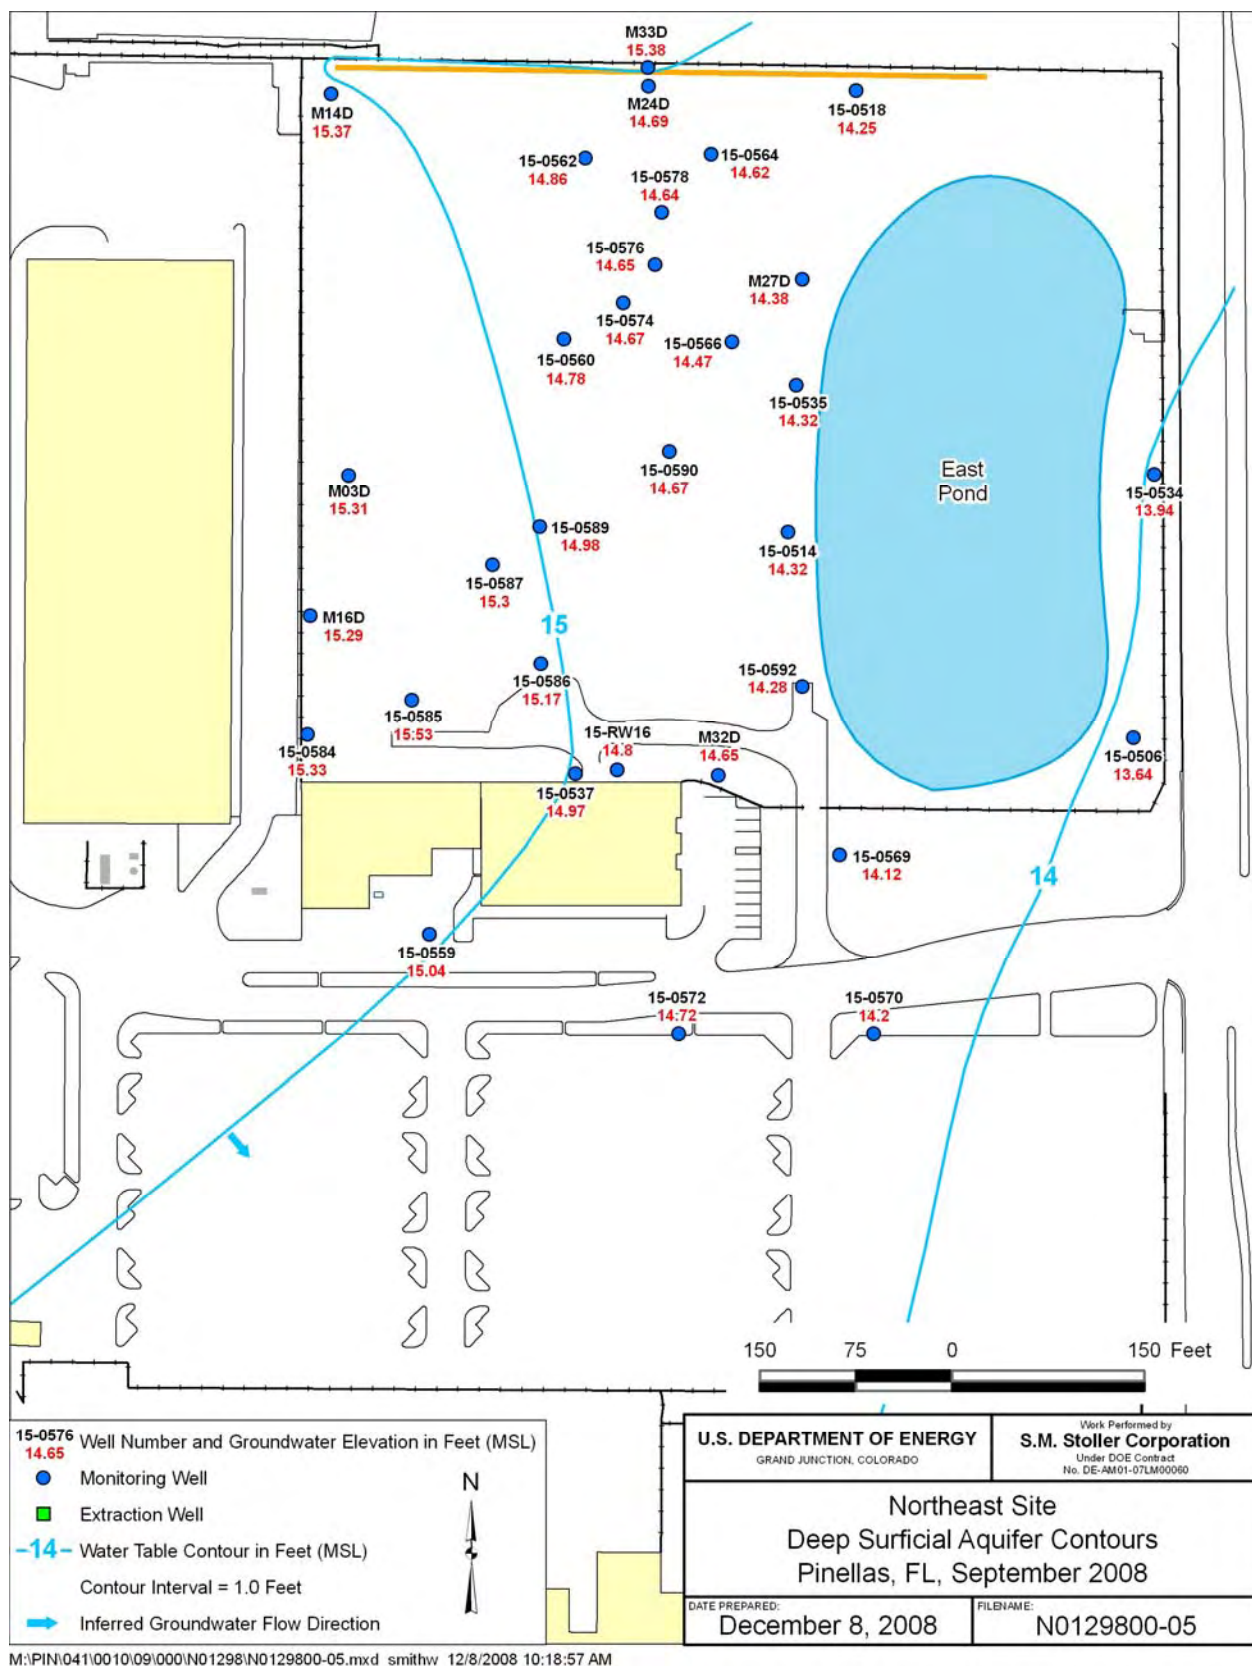 M33D
15.38
M14D
15.37
M24D
14.69
15-0518
14.25
15-0562
14.86
15-0564
14.62
15-0578
14.64
15-0576
14.65
M27D
14.38
15-0574
14.67
15-0560
14.78
15-0566
14.47
15-0535
14.32
15-0590
14.67
East
Pond
M03D
15.31
15-0534
13.94
15-0589
14.98
15-0514
14.32
15-0587
15.3
M16D
15.29
15
15-0586
15.17
15-0592
14.28
15-0585
15.53
15-0584
15.33
15-RW16
14.8
M32D
14.65
15-0506
13.64
15-0537
14.97
15-0569
14.12
14
15-0559
15.04
15-0572
14.72
15-0570
14.2
150 75 0 150 Feet
15-0576
14.65
Well Number and Groundwater Elevation in Feet (MSL)
Monitoring Well
Extraction Well
-14- Water Table Contour in Feet (MSL)
Contour Interval = 1.0 Feet
Inferred Groundwater Flow Direction
N
U.S. DEPARTMENT OF ENERGY
GRAND JUNCTION, COLORADO
Work Performed by
S.M. Stoller Corporation
Under DOE Contract
No. DE-AM01-07LM00060
Northeast Site
Deep Surficial Aquifer Contours
Pinellas, FL, September 2008
DATE PREPARED:
December 8, 2008
FILENAME:
N0129800-05
M:\PIN\041\0010\09\000\N01298\N0129800-05.mxd smithw 12/8/2008 10:18:57 AM